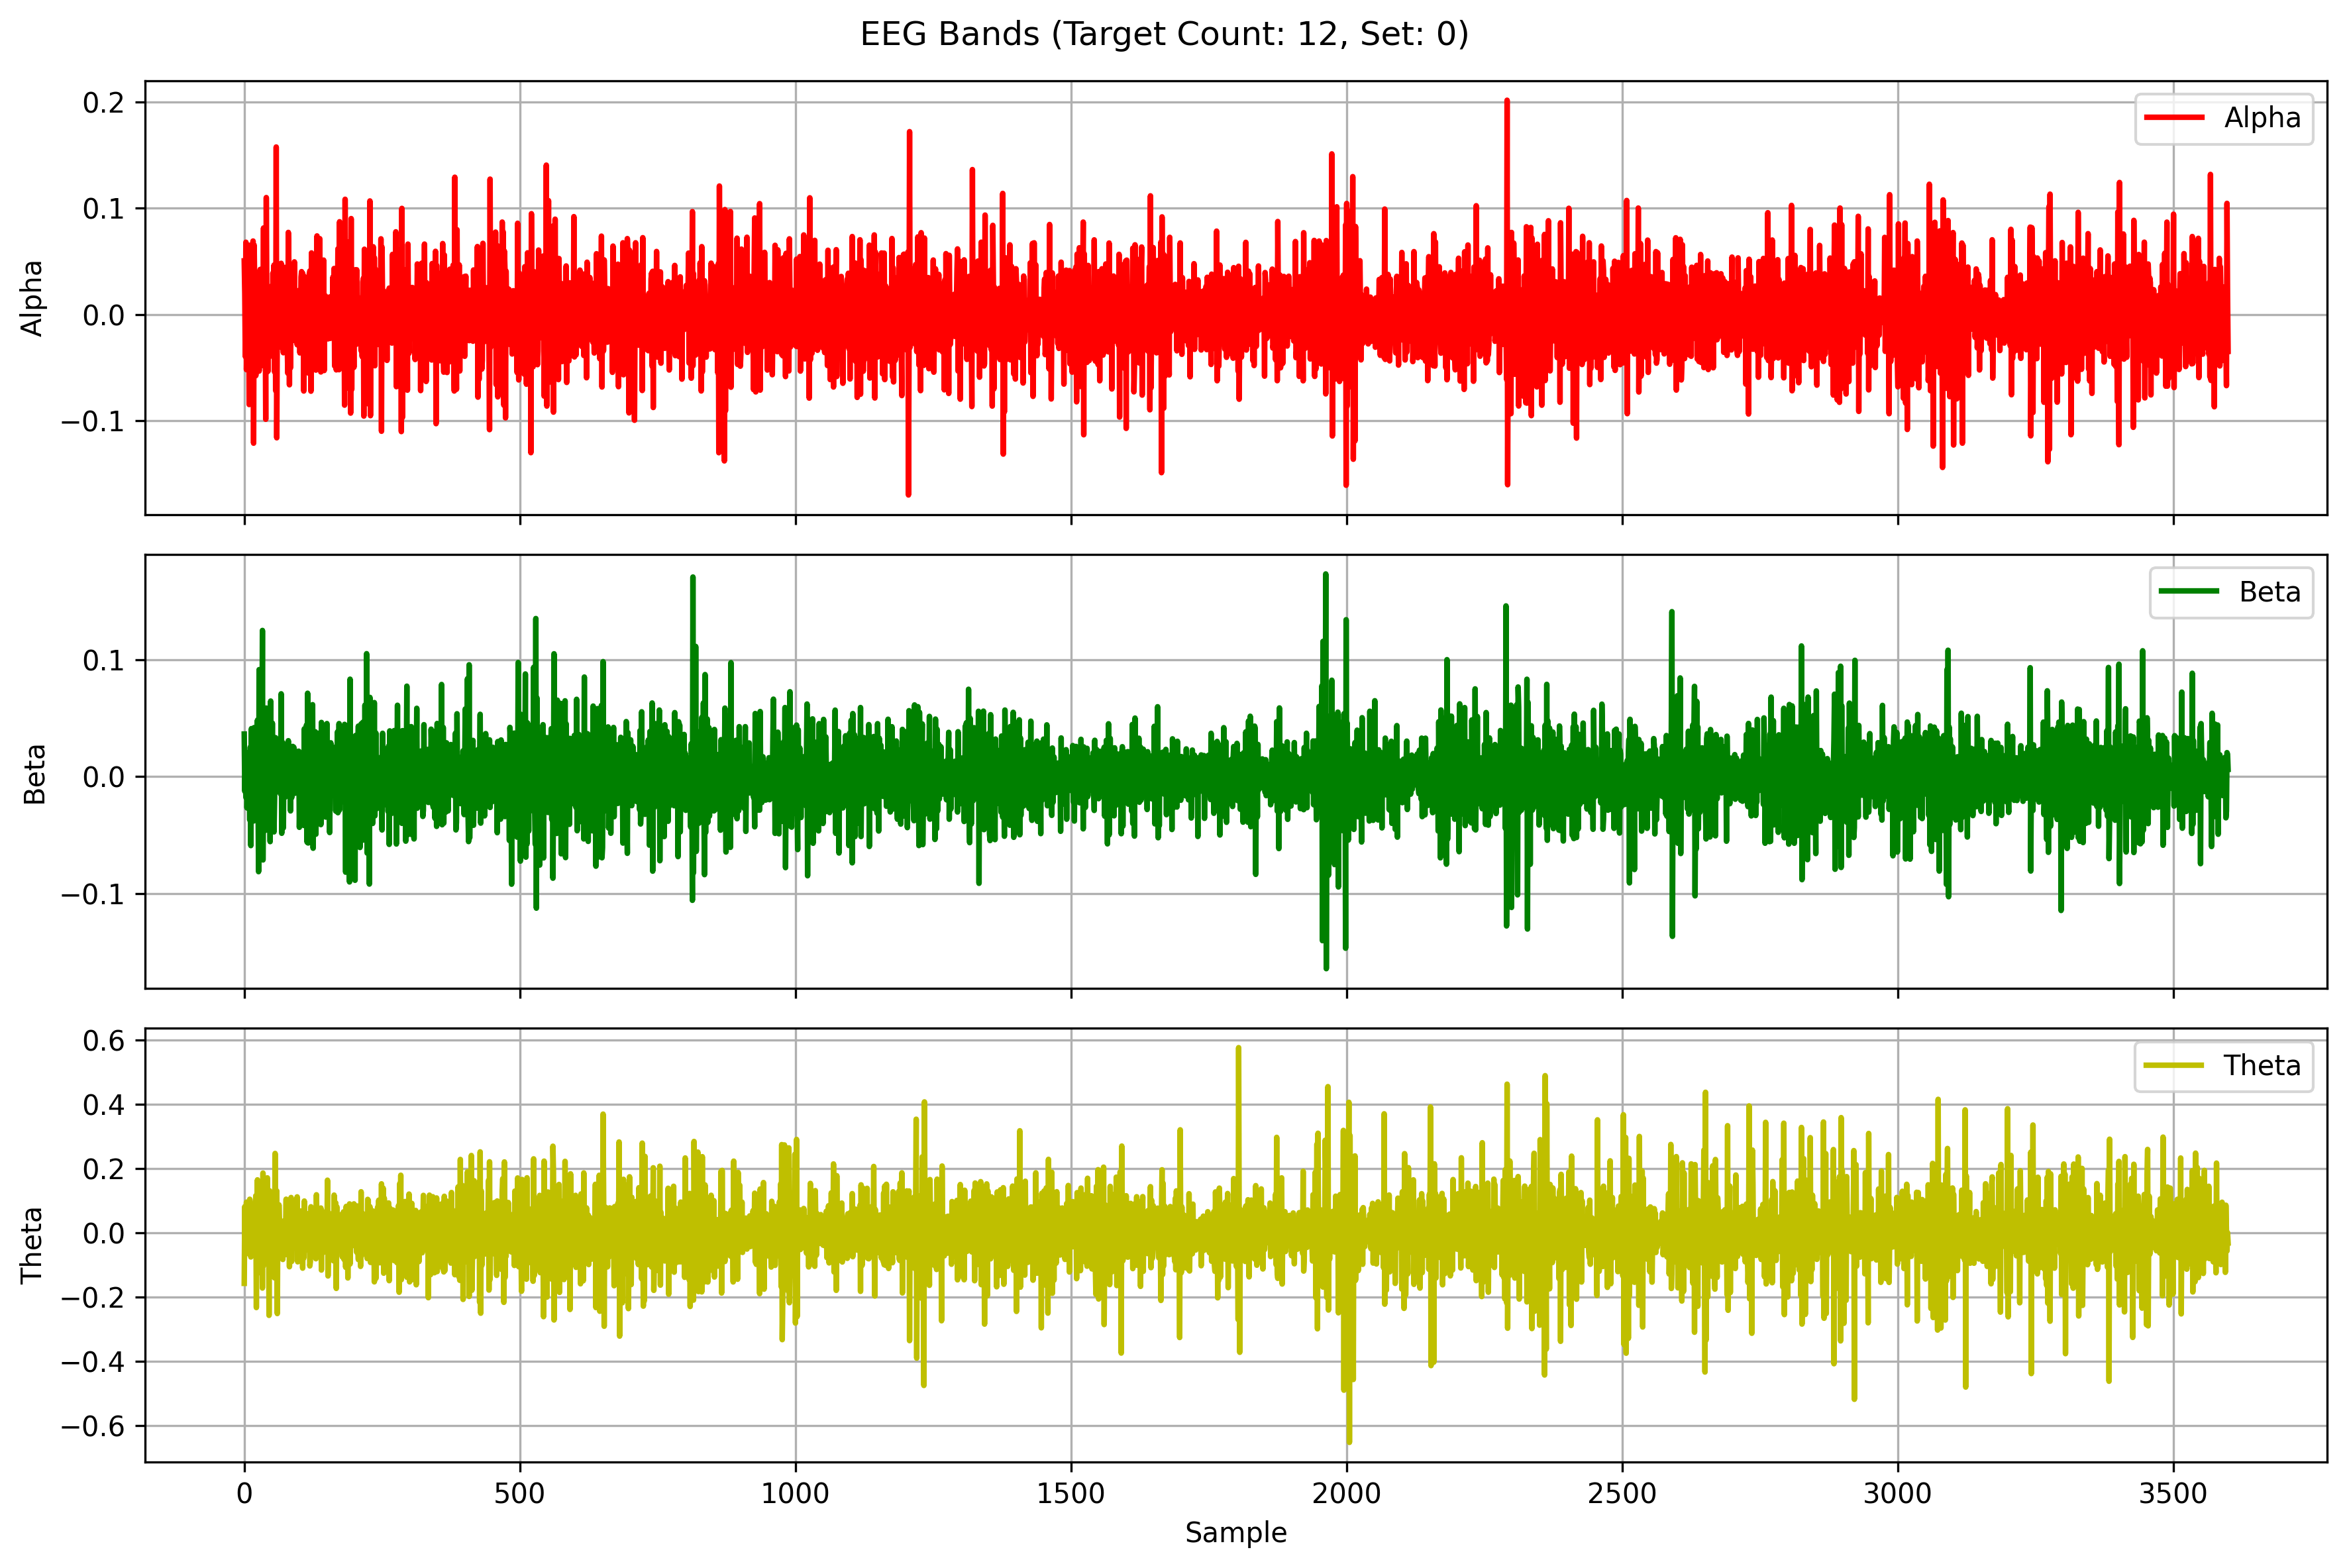 EEG Bands (Target Count: 12, Set: 0)
0.2
0.1
0.0
−0.1
Alpha
Alpha
0.1
0.0
−0.1
Beta
Beta
0.6
0.4
0.2
0.0
−0.2
−0.4
−0.6
Theta
Theta
0 500 1000 1500 2000 2500 3000 3500
Sample